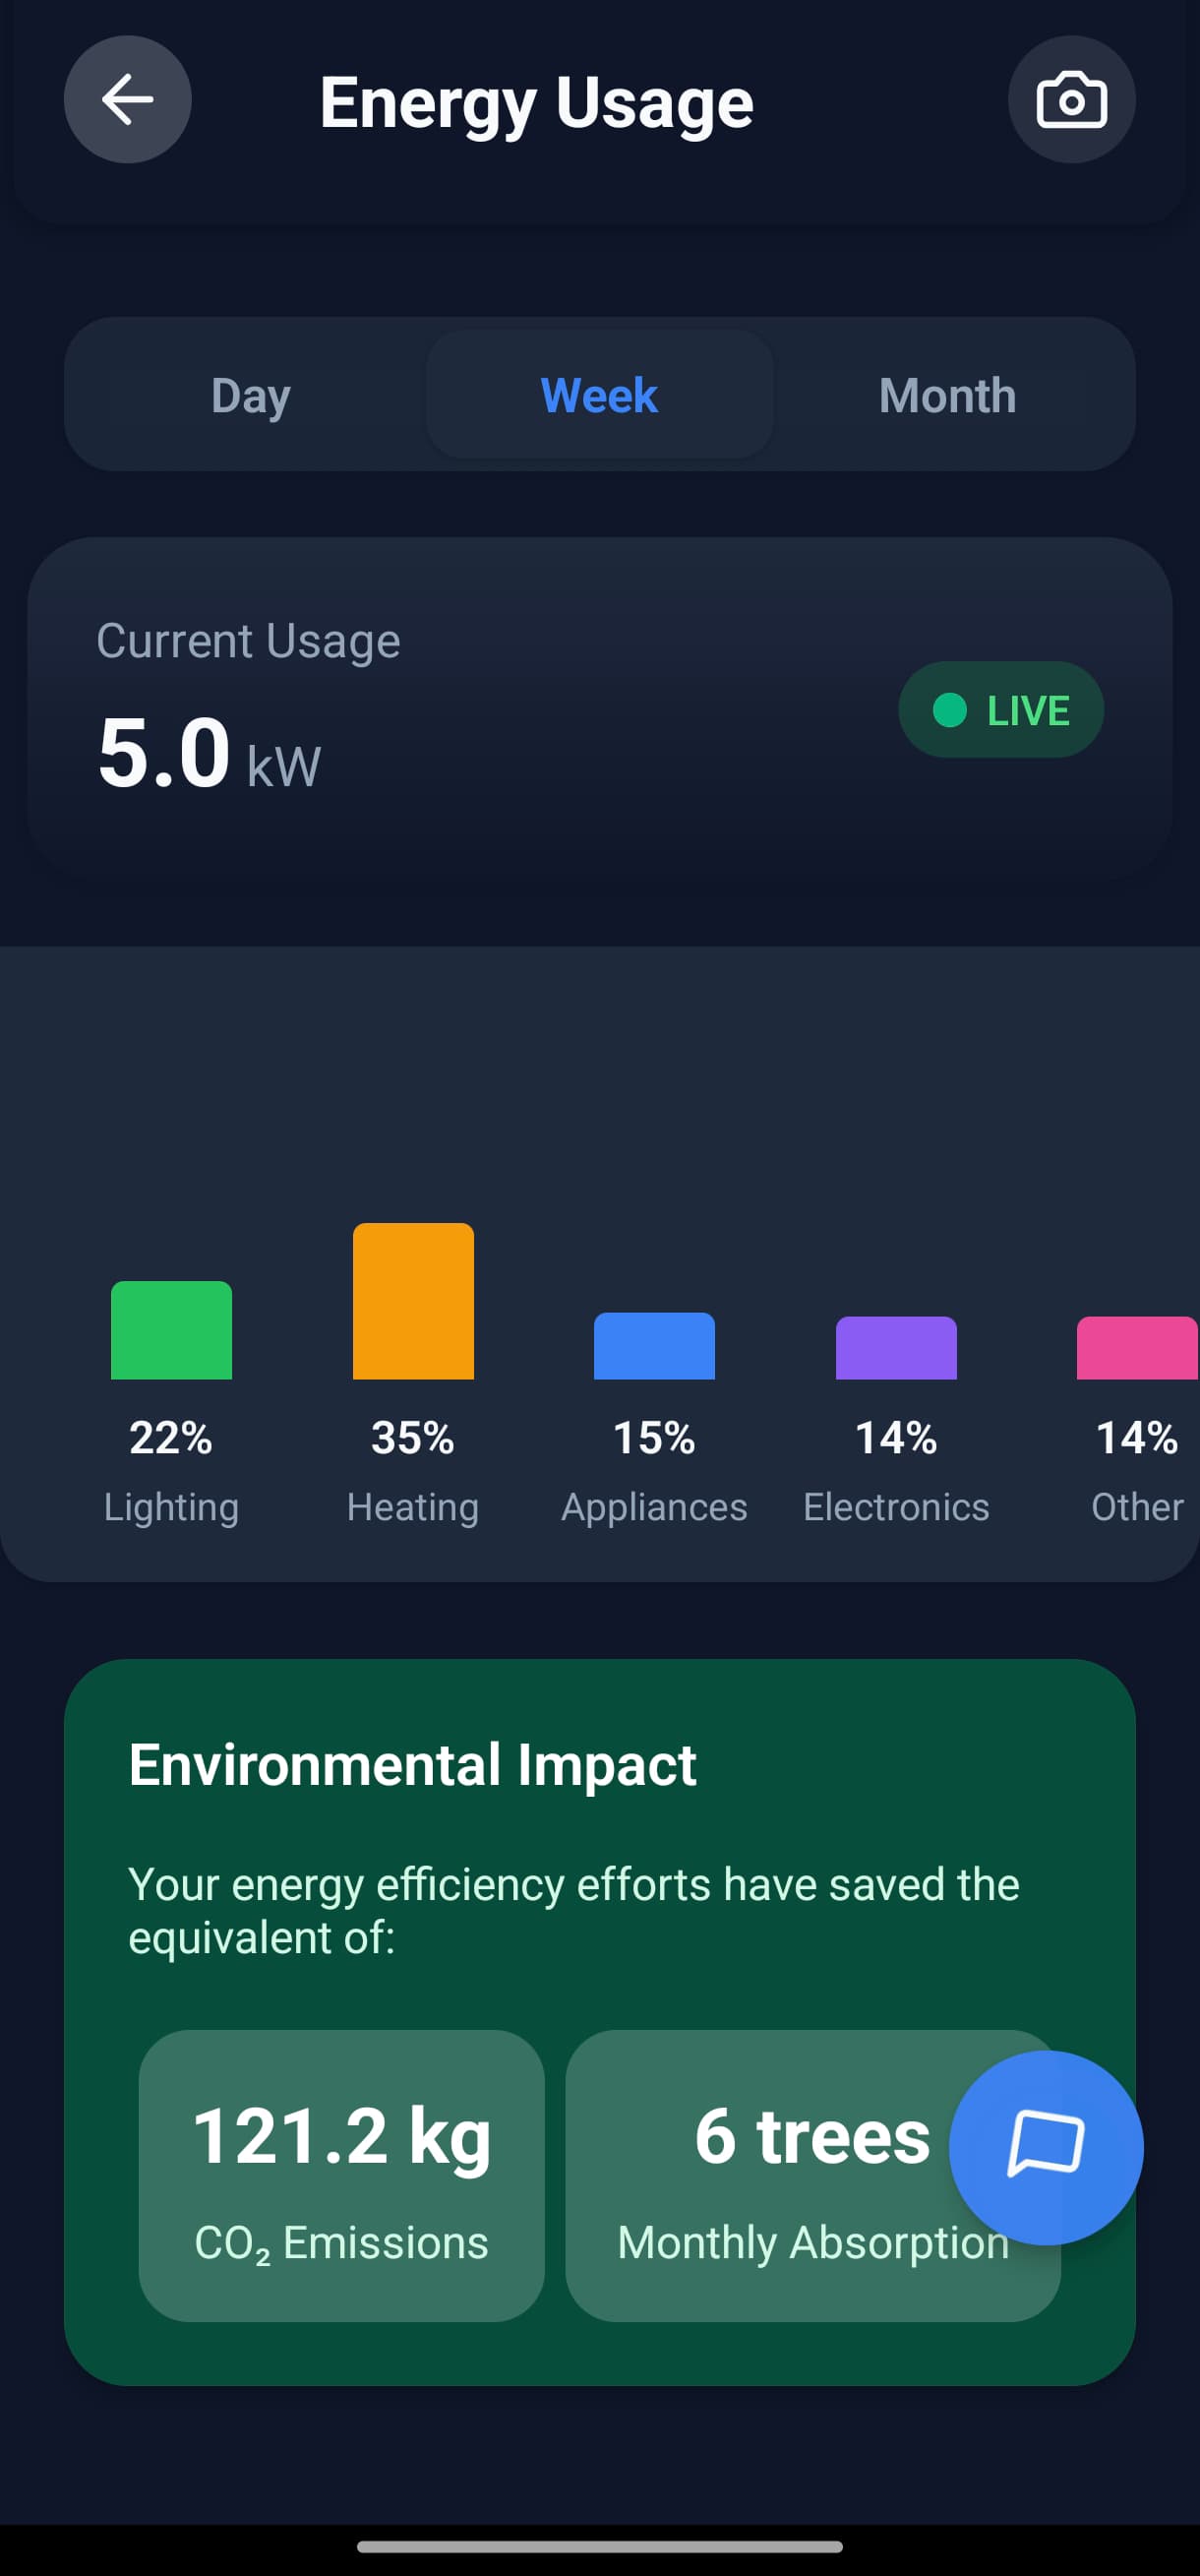 Energy Usage
Day Week Month
Current Usage
5.0 kW
LIVE
22% 35% 15% 14% 14%
Lighting Heating Appliances Electronics Other
Environmental Impact
Your energy efficiency efforts have saved the
equivalent of:
121.2 kg 6 trees
CO₂ Emissions Monthly Absorption